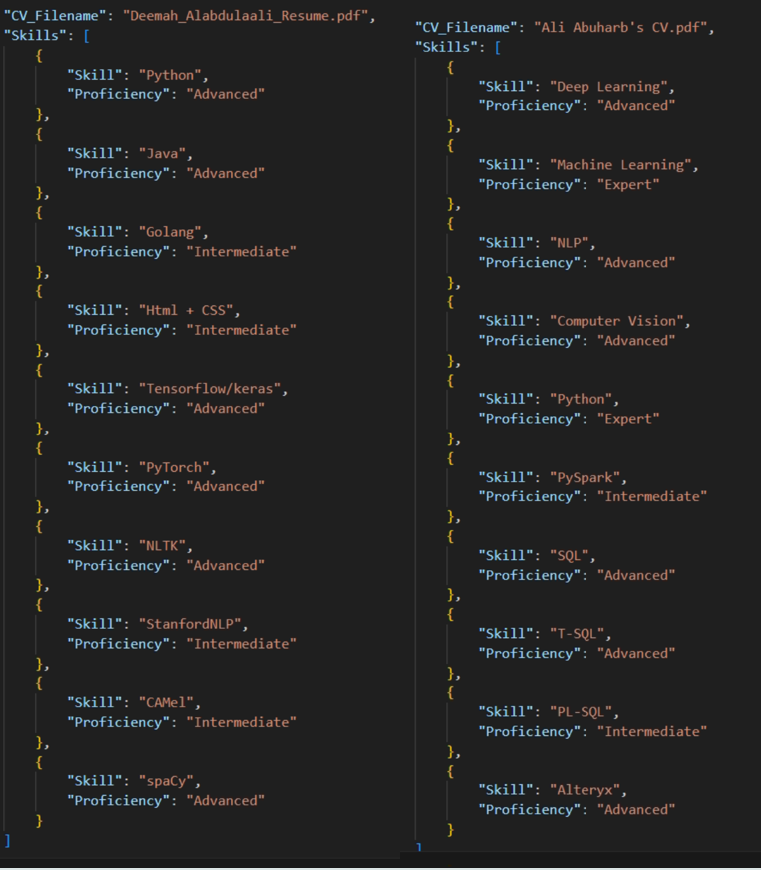 "CV_Filename": "Deemah_Alabdulaali_Resume.pdf",
"Skills": [
{
"Skill": "Python",
"Proficiency": "Advanced"
},
{
"Skill": "Java",
"Proficiency": "Advanced"
},
{
"Skill": "Golang",
"Proficiency": "Intermediate"
},
{
"Skill": "Html + CSS",
"Proficiency": "Intermediate"
},
{
"Skill": "Tensorflow/keras",
"Proficiency": "Advanced"
},
{
"Skill": "PyTorch",
"Proficiency": "Advanced"
},
{
"Skill": "NLTK",
"Proficiency": "Advanced"
},
{
"Skill": "StanfordNLP",
"Proficiency": "Intermediate"
},
{
"Skill": "CAMel",
"Proficiency": "Intermediate"
},
{
"Skill": "spaCy",
"Proficiency": "Advanced"
}
]
"CV_Filename": "Ali Abuharb's CV.pdf",
"Skills": [
{
"Skill": "Deep Learning",
"Proficiency": "Advanced"
},
{
"Skill": "Machine Learning",
"Proficiency": "Expert"
},
{
"Skill": "NLP",
"Proficiency": "Advanced"
},
{
"Skill": "Computer Vision",
"Proficiency": "Advanced"
},
{
"Skill": "Python",
"Proficiency": "Expert"
},
{
"Skill": "PySpark",
"Proficiency": "Intermediate"
},
{
"Skill": "SQL",
"Proficiency": "Advanced"
},
{
"Skill": "T-SQL",
"Proficiency": "Advanced"
},
{
"Skill": "PL-SQL",
"Proficiency": "Intermediate"
},
{
"Skill": "Alteryx",
"Proficiency": "Advanced"
}
]